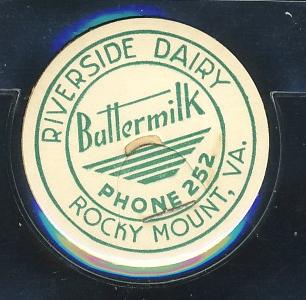 RIVERSIDE DAIRY
Buttermilk
PHONE 252
ROCKY MOUNT, VA.